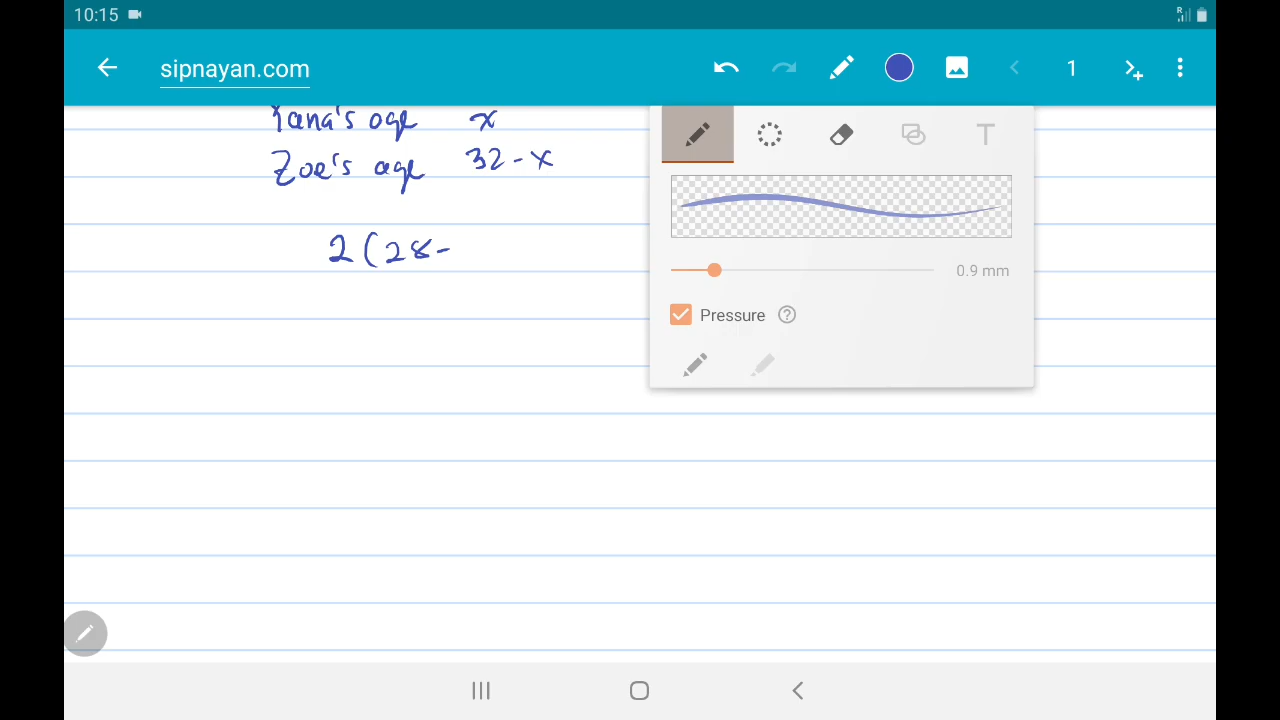 10:15
R
sipnayan.com
1
Yana's age x
Zoe's age 32-x
T
2(28-
0.9 mm
Pressure ?